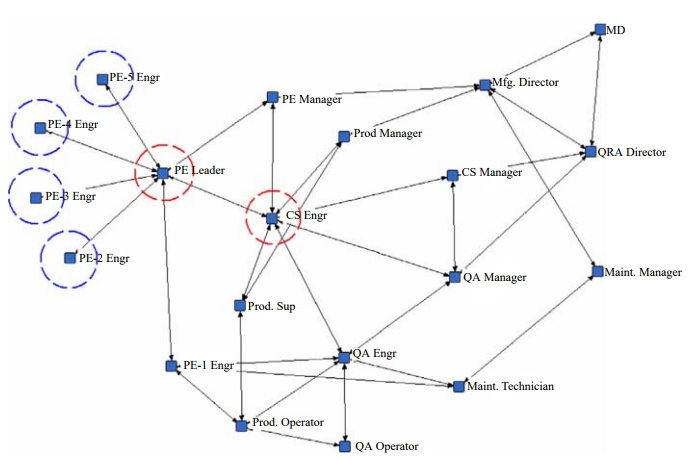 MD
PE-5 Engr
Mfg. Director
PE Manager
PE-4 Engr
Prod Manager
QRA Director
PE Leader
CS Manager
PE-3 Engr
CS Engr
PE-2 Engr
Maint. Manager
QA Manager
Prod. Sup
QA Engr
PE-1 Engr
Maint. Technician
Prod. Operator
QA Operator